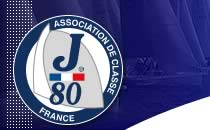 ASSOCIATION DE CLASSE
J
80
FRANCE